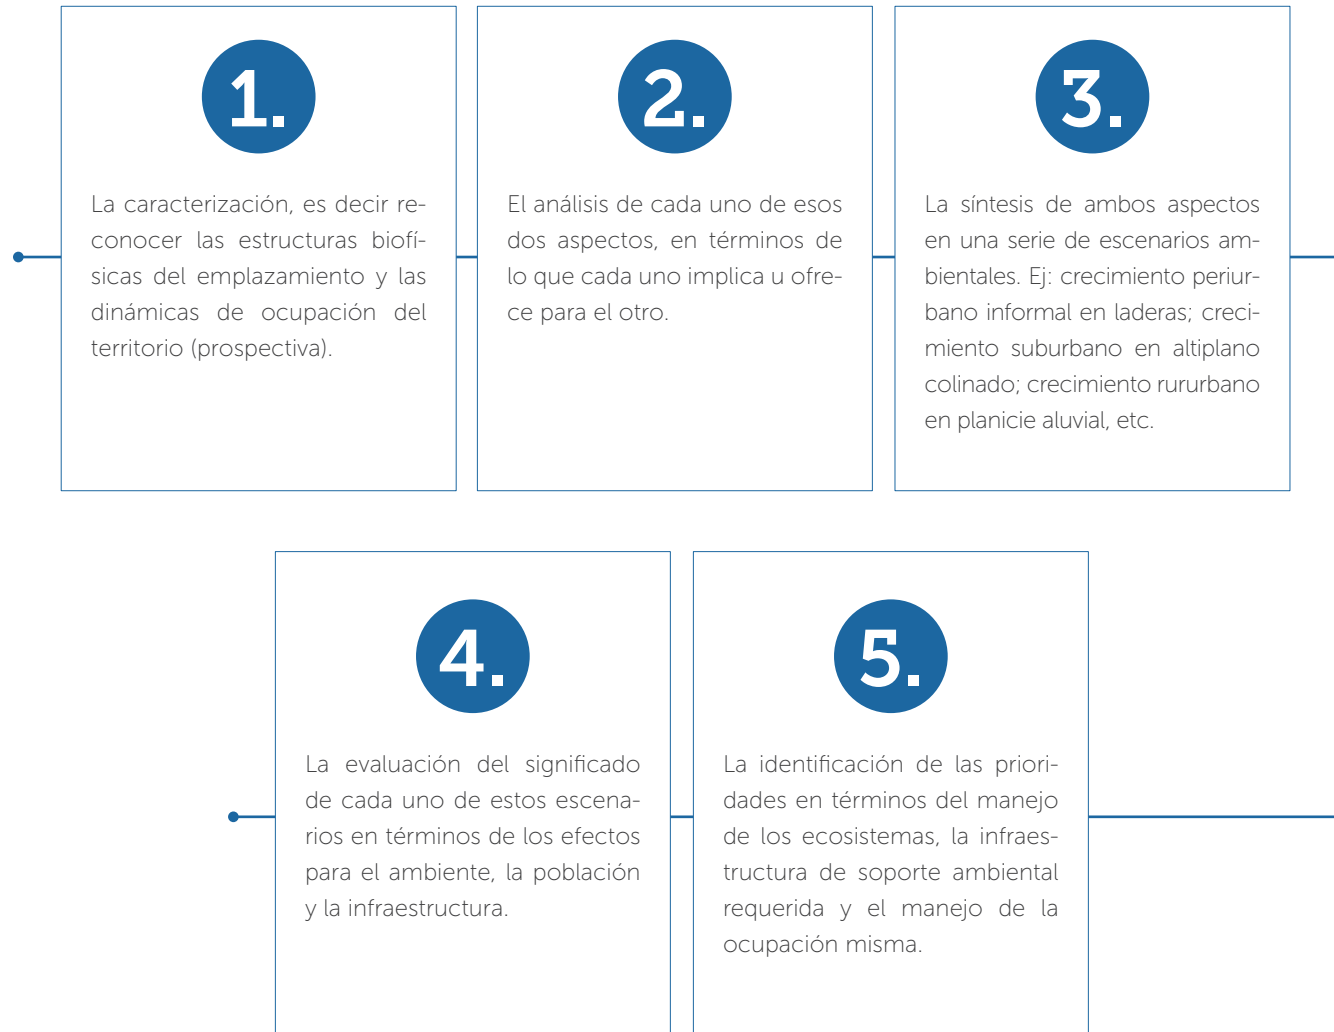 1.
La caracterización, es decir re-
conocer las estructuras biofí-
sicas del emplazamiento y las
dinámicas de ocupación del
territorio (prospectiva).
2.
El análisis de cada uno de esos
dos aspectos, en términos de
lo que cada uno implica u ofre-
ce para el otro.
3.
La síntesis de ambos aspectos
en una serie de escenarios am-
bientales. Ej: crecimiento periur-
bano informal en laderas; creci-
miento suburbano en altiplano
colinado; crecimiento rururbano
en planicie aluvial, etc.
4.
La evaluación del significado
de cada uno de estos escena-
rios en términos de los efectos
para el ambiente, la población
y la infraestructura.
5.
La identificación de las priori-
dades en términos del manejo
de los ecosistemas, la infraes-
tructura de soporte ambiental
requerida y el manejo de la
ocupación misma.